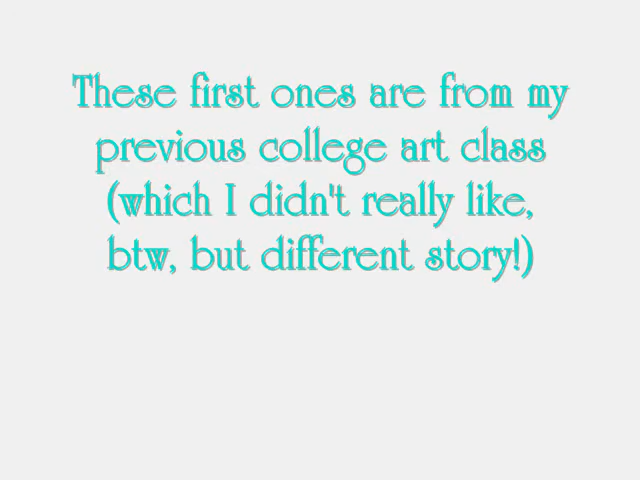 These first ones are from my
previous college art class
(which I didn't really like,
btw, but different story!)